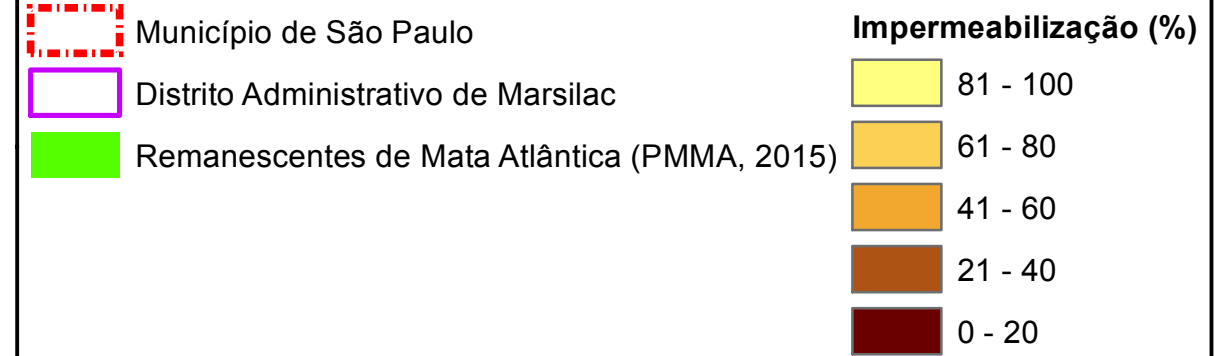 Município de São Paulo
Distrito Administrativo de Marsilac
Remanescentes de Mata Atlântica (PMMA, 2015)
Impermeabilização (%)
81 - 100
61 - 80
41 - 60
21 - 40
0 - 20